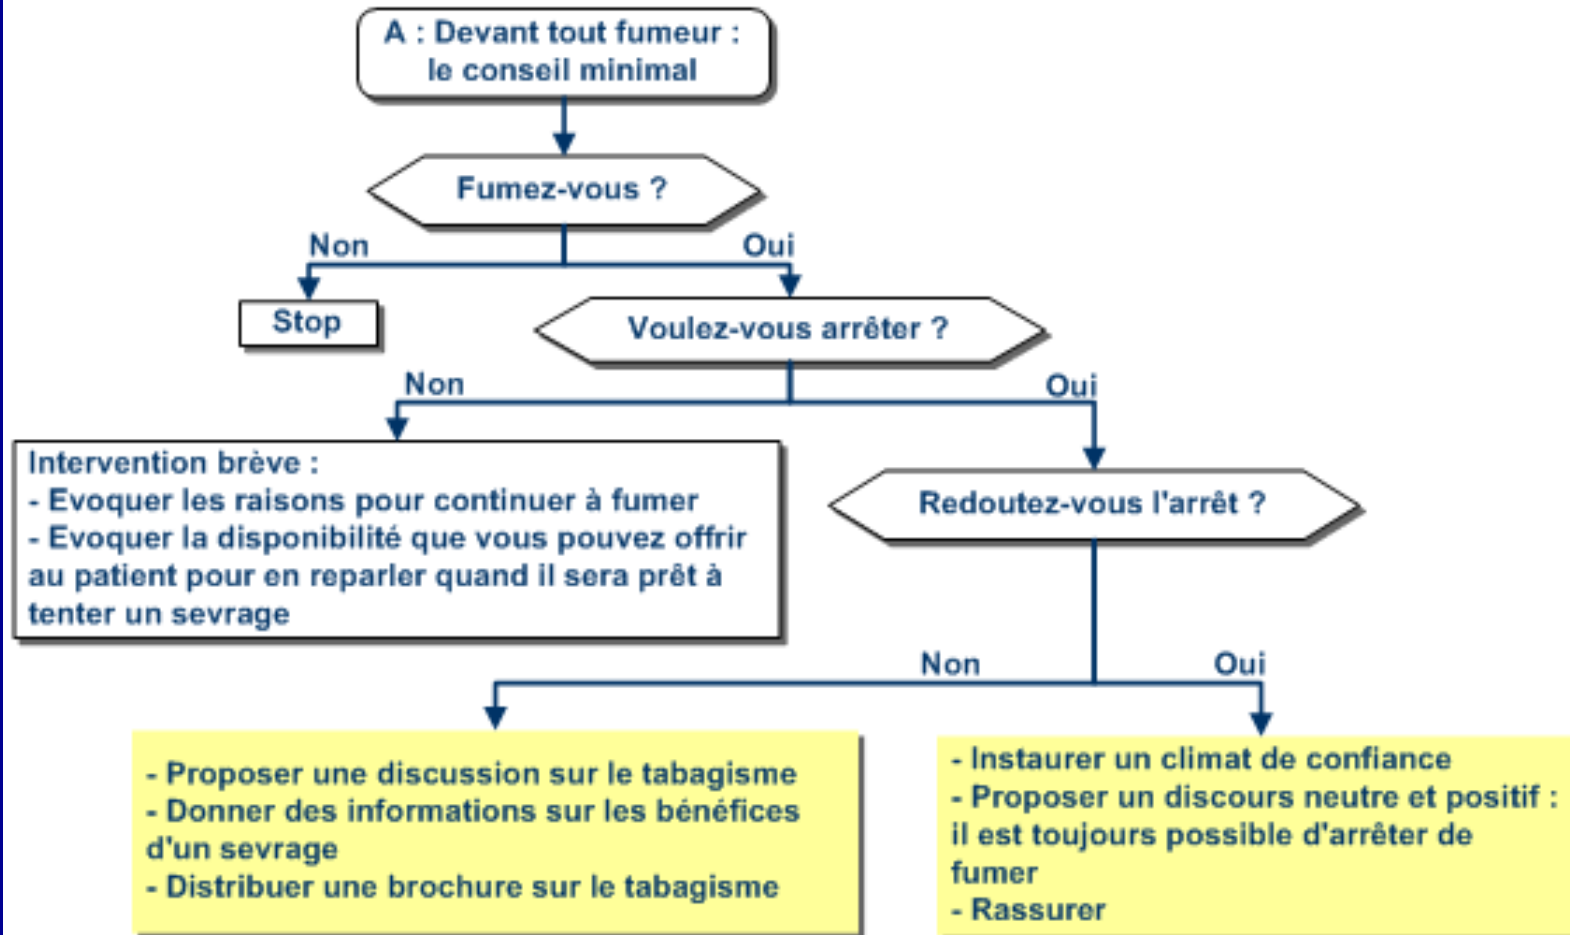 A : Devant tout fumeur :
le conseil minimal
Fumez-vous ?
Non
Oui
Stop
Voulez-vous arrêter ?
Non
Oui
Intervention brève :
- Evoquer les raisons pour continuer à fumer
- Evoquer la disponibilité que vous pouvez offrir
au patient pour en reparler quand il sera prêt à
tenter un sevrage
Redoutez-vous l'arrêt ?
Non
Oui
- Proposer une discussion sur le tabagisme
- Donner des informations sur les bénéfices
d'un sevrage
- Distribuer une brochure sur le tabagisme
- Instaurer un climat de confiance
- Proposer un discours neutre et positif :
il est toujours possible d'arrêter de
fumer
- Rassurer